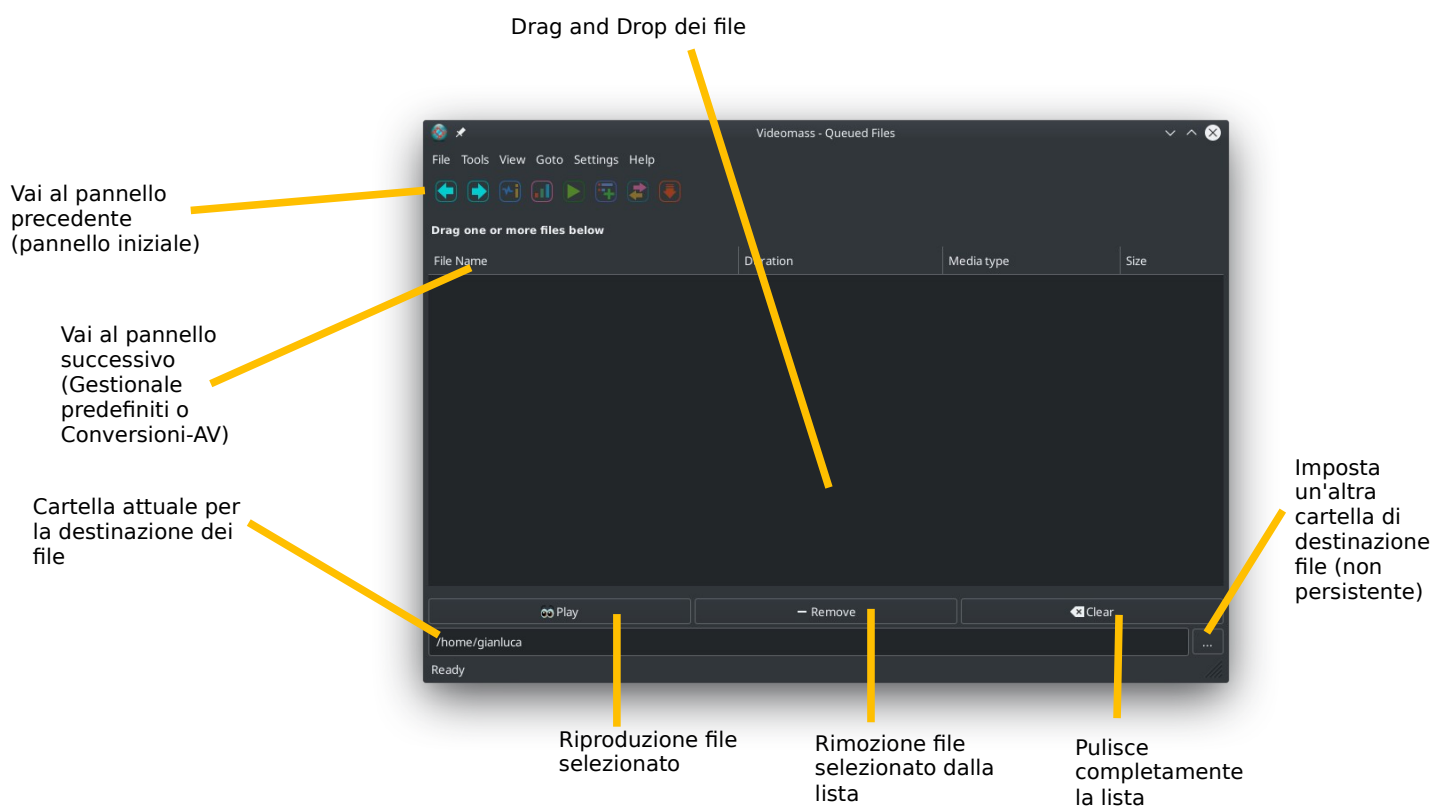 Drag and Drop dei file
Videomass - Queued Files
File Tools View Goto Settings Help
Vai al pannello
precedente
(pannello iniziale)
Drag one or more files below
File Name Duration Media type Size
Vai al pannello
successivo
(Gestionale
predefiniti o
Conversioni-AV)
Cartella attuale per
la destinazione dei
file
Imposta
un'altra
cartella di
destinazione
file (non
persistente)
Play
Remove
Clear
/home/gianluca
...
Ready
Riproduzione file
selezionato
Rimozione file
selezionato dalla
lista
Pulisce
completamente
la lista